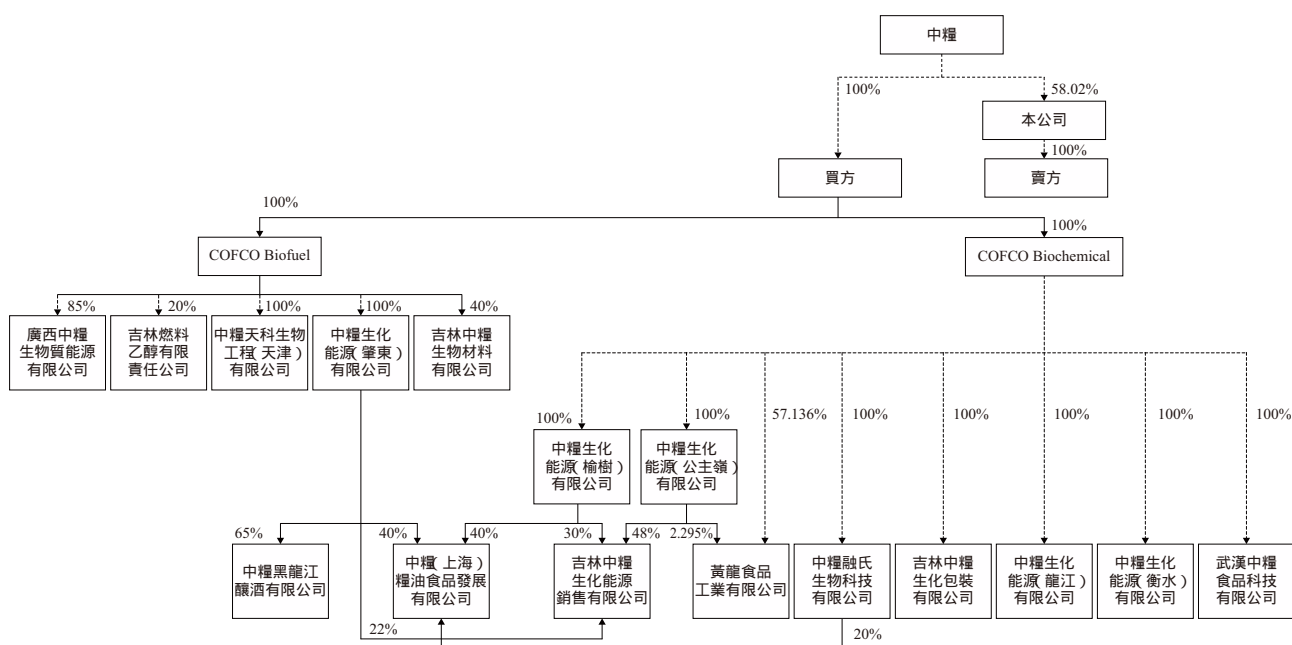 中糧
100%
58.02%
本公司
100%
買方
賣方
100%
100%
COFCO Biofuel
COFCO Biochemical
85%
20%
100%
100%
40%
廣西中糧
生物質能源
有限公司
吉林燃料
乙醇有限
責任公司
中糧天科生物
工程(天津)
有限公司
中糧生化
能源(肇東)
有限公司
吉林中糧
生物材料
有限公司
100%
100%
57.136%
100%
100%
100%
100%
100%
中糧生化
能源(榆樹)
有限公司
中糧生化
能源(公主嶺)
有限公司
65%
40%
40%
30%
48%
2.295%
中糧黑龍江
釀酒有限公司
中糧(上海)
糧油食品發展
有限公司
吉林中糧
生化能源
銷售有限公司
黃龍食品
工業有限公司
中糧融氏
生物科技
有限公司
吉林中糧
生化包裝
有限公司
中糧生化
能源(龍江)
有限公司
中糧生化
能源(衡水)
有限公司
武漢中糧
食品科技
有限公司
22%
20%